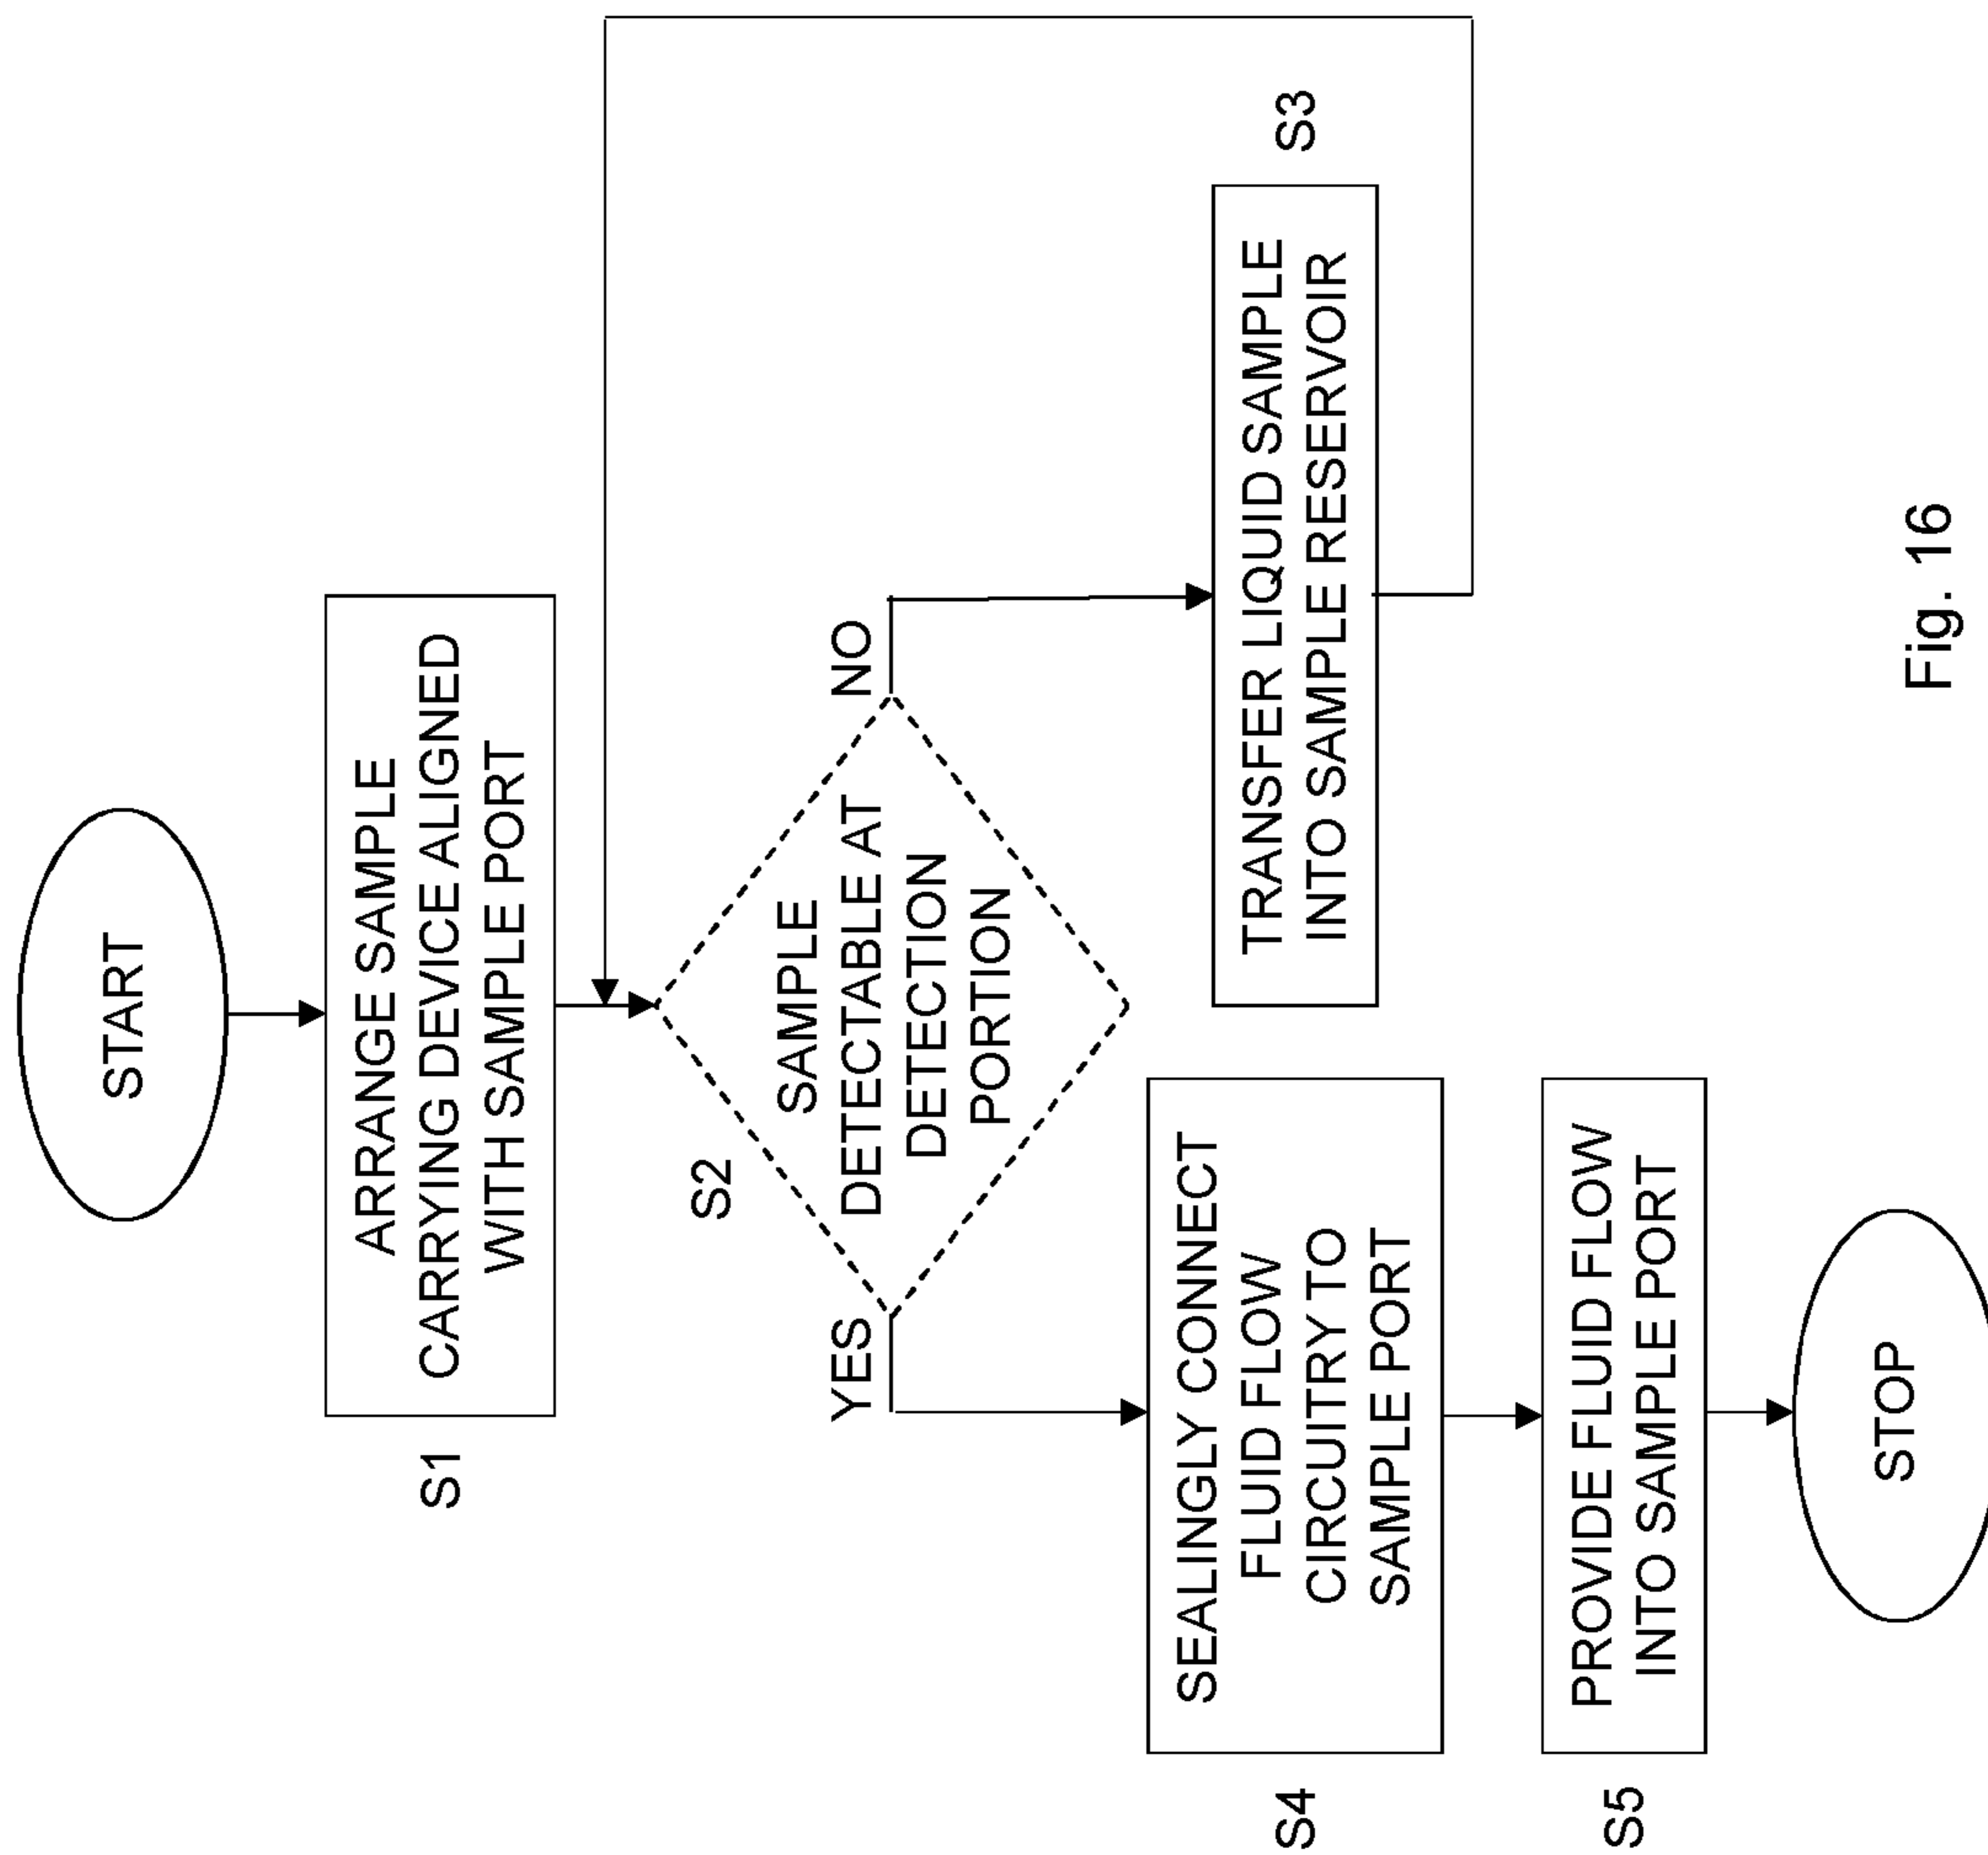 START
ARRANGE SAMPLE
CARRYING DEVICE ALIGNED
WITH SAMPLE PORT
S1
S2
SAMPLE
DETECTABLE AT
DETECTION
PORTION
YES
NO
TRANSFER LIQUID SAMPLE
INTO SAMPLE RESERVOIR
S3
SEALINGLY CONNECT
FLUID FLOW
CIRCUITRY TO
SAMPLE PORT
S4
PROVIDE FLUID FLOW
INTO SAMPLE PORT
S5
STOP
Fig. 16